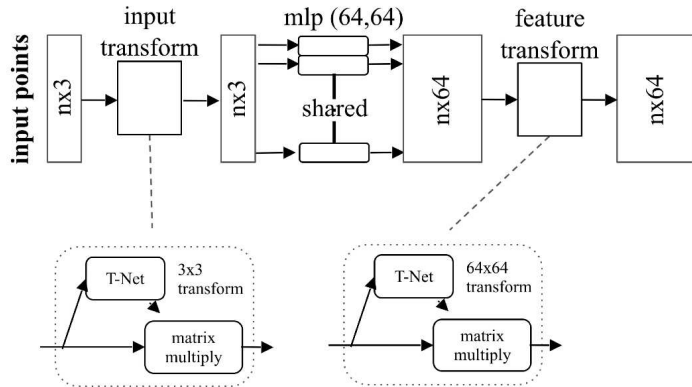 input points
nx3
input
transform
nx3
mlp (64,64)
shared
nx64
feature
transform
nx64
T-Net
3x3
transform
matrix
multiply
T-Net
64x64
transform
matrix
multiply